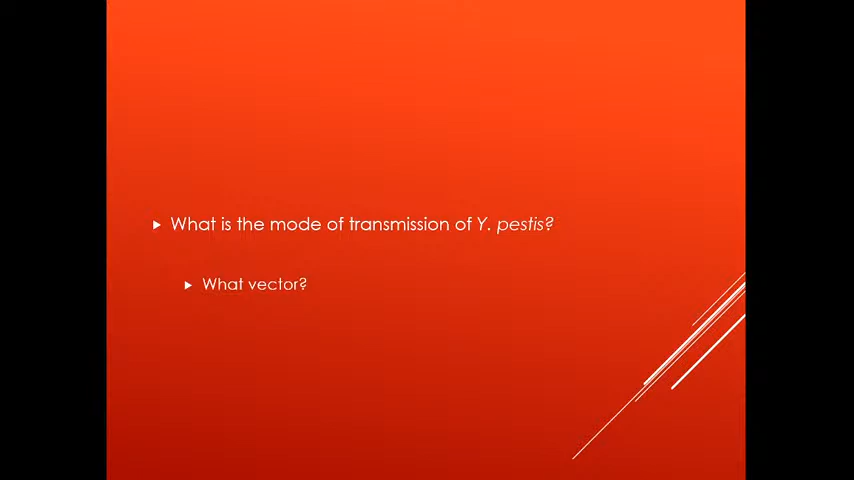 What is the mode of transmission of Y. pestis?
What vector?